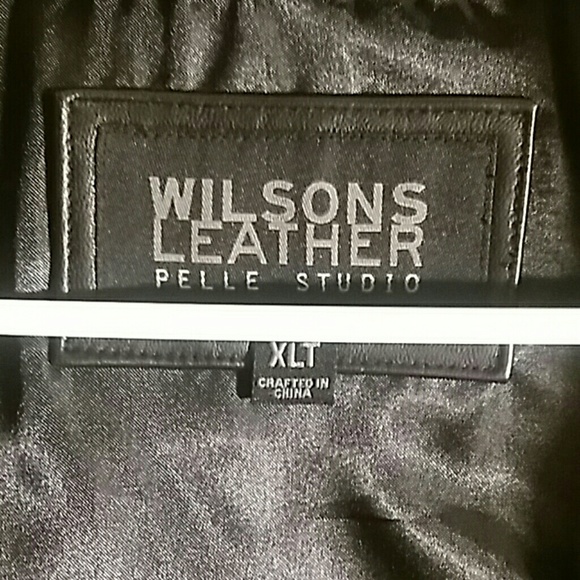 WILSONS
LEATHER
PELLE STUDIO
XLT
CRAFTED IN
CHINA